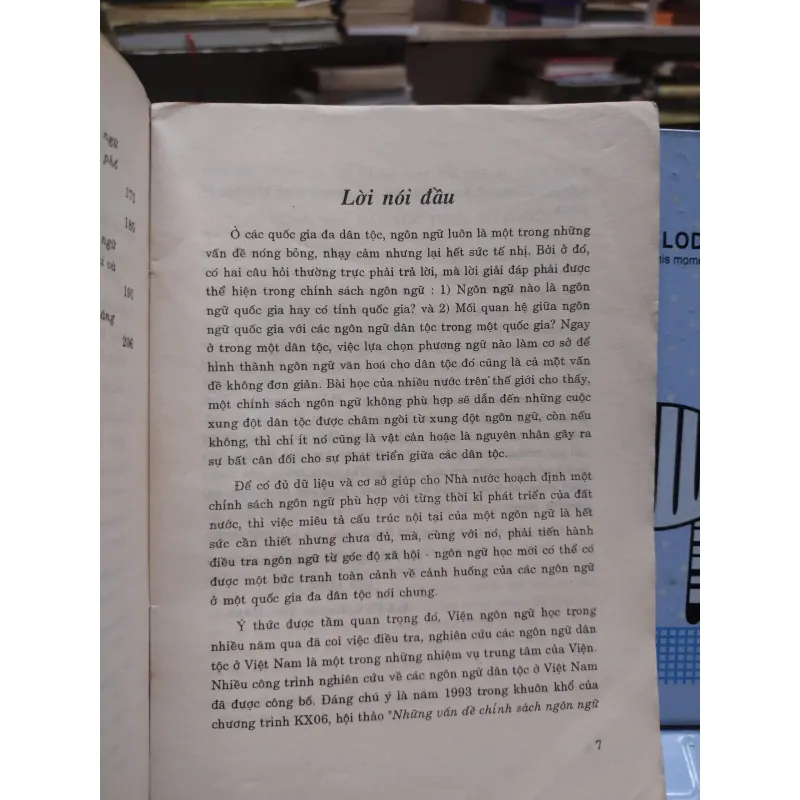 ngữ
phê
175
185
ngữ
và
191
206
Lời nói đầu
Ở các quốc gia đa dân tộc, ngôn ngữ luôn là một trong những
vấn đề nóng bỏng, nhạy cảm nhưng lại hết sức tế nhị. Bởi ở đó,
có hai câu hỏi thường trực phải trả lời, mà lời giải đáp phải được
thể hiện trong chính sách ngôn ngữ : 1) Ngôn ngữ nào là ngôn
ngữ quốc gia hay có tính quốc gia? và 2) Mối quan hệ giữa ngôn
ngữ quốc gia với các ngôn ngữ dân tộc trong một quốc gia? Ngay
ở trong một dân tộc, việc lựa chọn phương ngữ nào làm cơ sở để
hình thành ngôn ngữ văn hoá cho dân tộc đó cũng là cả một vấn
đề không đơn giản. Bài học của nhiều nước trên thế giới cho thấy,
một chính sách ngôn ngữ không phù hợp sẽ dẫn đến những cuộc
xung đột dân tộc được châm ngòi từ xung đột ngôn ngữ, còn nếu
không, thì chí ít nó cũng là vật cản hoặc là nguyên nhân gây ra
sự bất cân đối cho sự phát triển giữa các dân tộc.
Để có đủ dữ liệu và cơ sở giúp cho Nhà nước hoạch định một
chính sách ngôn ngữ phù hợp với từng thời kì phát triển của đất
nước, thì việc miêu tả cấu trúc nội tại của một ngôn ngữ là hết
sức cần thiết nhưng chưa đủ, mà, cùng với nó, phải tiến hành
điều tra ngôn ngữ từ góc độ xã hội - ngôn ngữ học mới có thể có
được một bức tranh toàn cảnh về cảnh huống của các ngôn ngữ
ở một quốc gia đa dân tộc nói chung.
Ý thức được tầm quan trọng đó, Viện ngôn ngữ học trong
nhiều năm qua đã coi việc điều tra, nghiên cứu các ngôn ngữ dân
tộc ở Việt Nam là một trong những nhiệm vụ trung tâm của Viện.
Nhiều công trình nghiên cứu về các ngôn ngữ dân tộc ở Việt Nam
đã được công bố. Đáng chú ý là năm 1993 trong khuôn khổ của
chương trình KX06, hội thảo "Những vấn đề chính sách ngôn ngữ
7
LOD
his mome